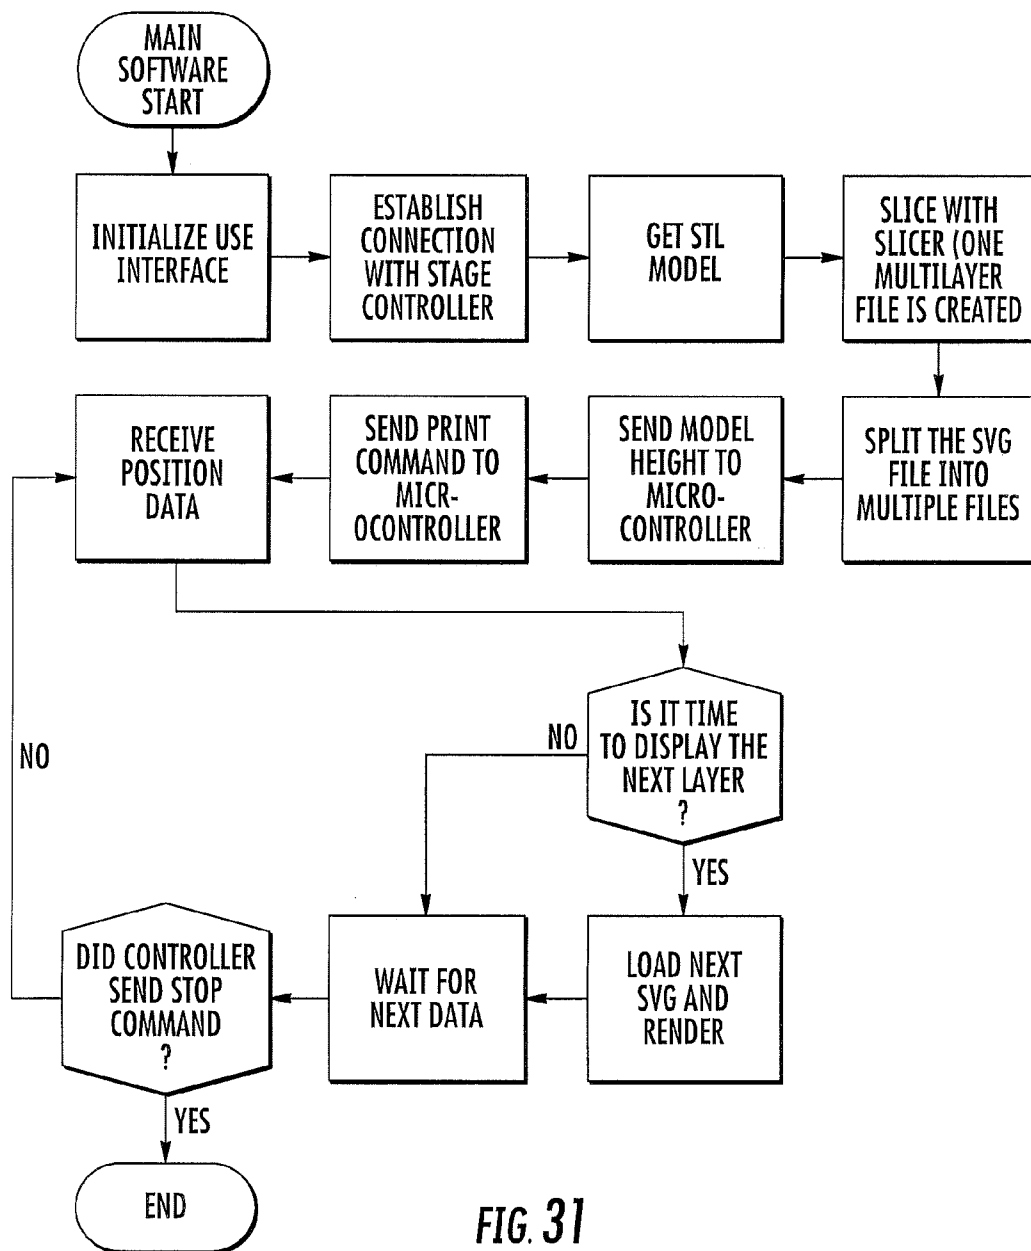 MAIN
SOFTWARE
START
INITIALIZE USE
INTERFACE
ESTABLISH
CONNECTION
WITH STAGE
CONTROLLER
GET STL
MODEL
SLICE WITH
SLICER (ONE
MULTILAYER
FILE IS CREATED
SPLIT THE SVG
FILE INTO
MULTIPLE FILES
SEND MODEL
HEIGHT TO
MICRO-
CONTROLLER
SEND PRINT
COMMAND TO
MICR-
OCONTROLLER
RECEIVE
POSITION
DATA
IS IT TIME
TO DISPLAY THE
NEXT LAYER
?
NO
YES
LOAD NEXT
SVG AND
RENDER
WAIT FOR
NEXT DATA
DID CONTROLLER
SEND STOP
COMMAND
?
NO
YES
END
FIG. 31